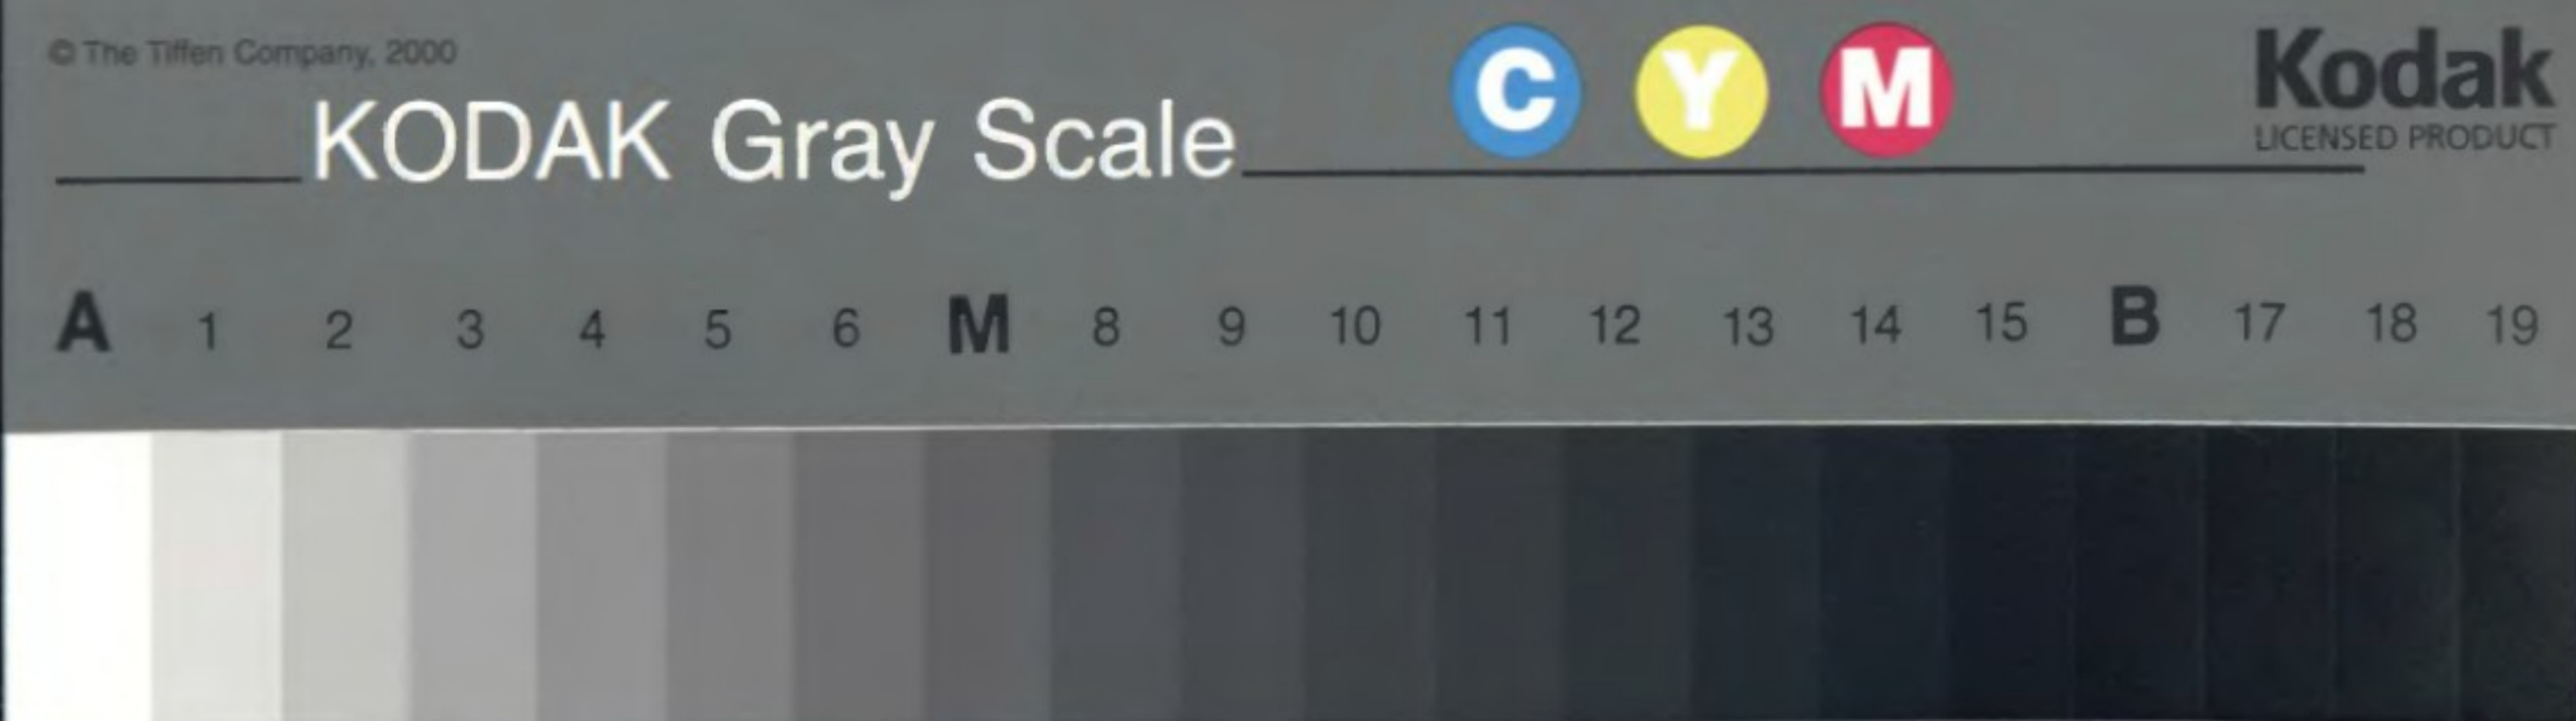 © The Tiffen Company, 2000
KODAK Gray Scale
C Y M
Kodak
LICENSED PRODUCT
A 1 2 3 4 5 6 M 8 9 10 11 12 13 14 15 B 17 18 19